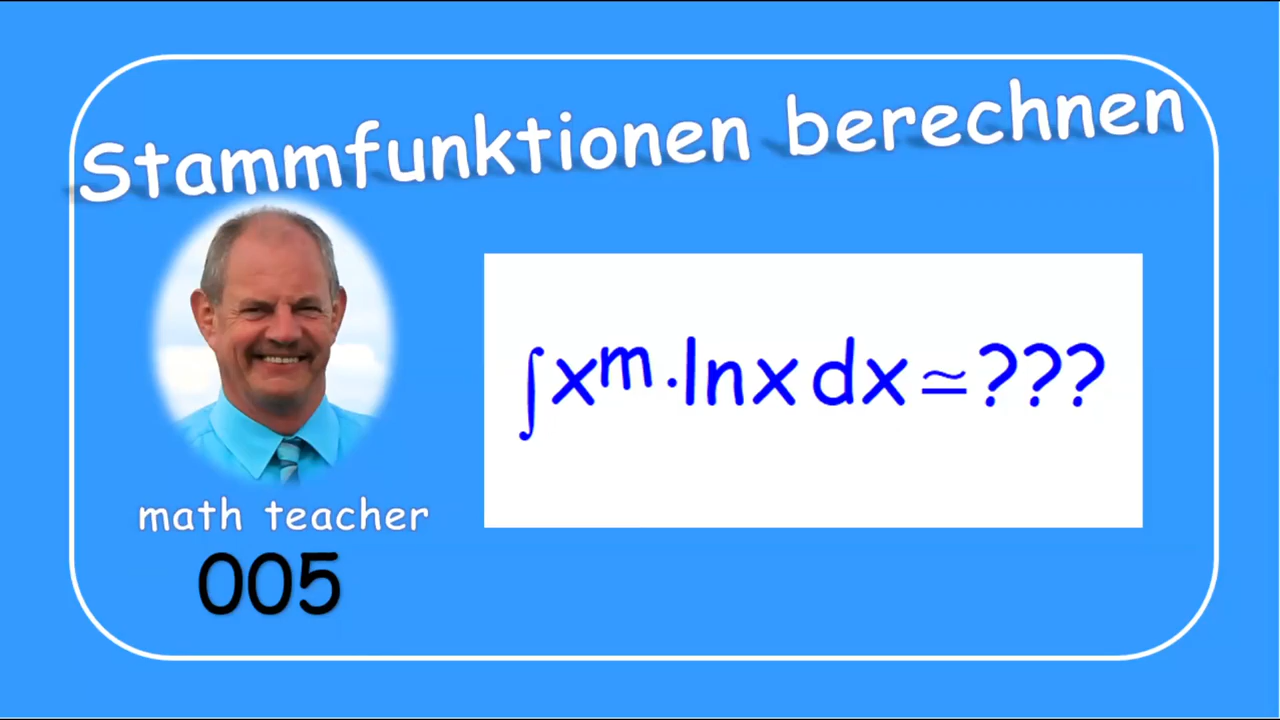 Stammfunktionen berechnen
∫xᵐ·lnx dx≃???
math teacher
005